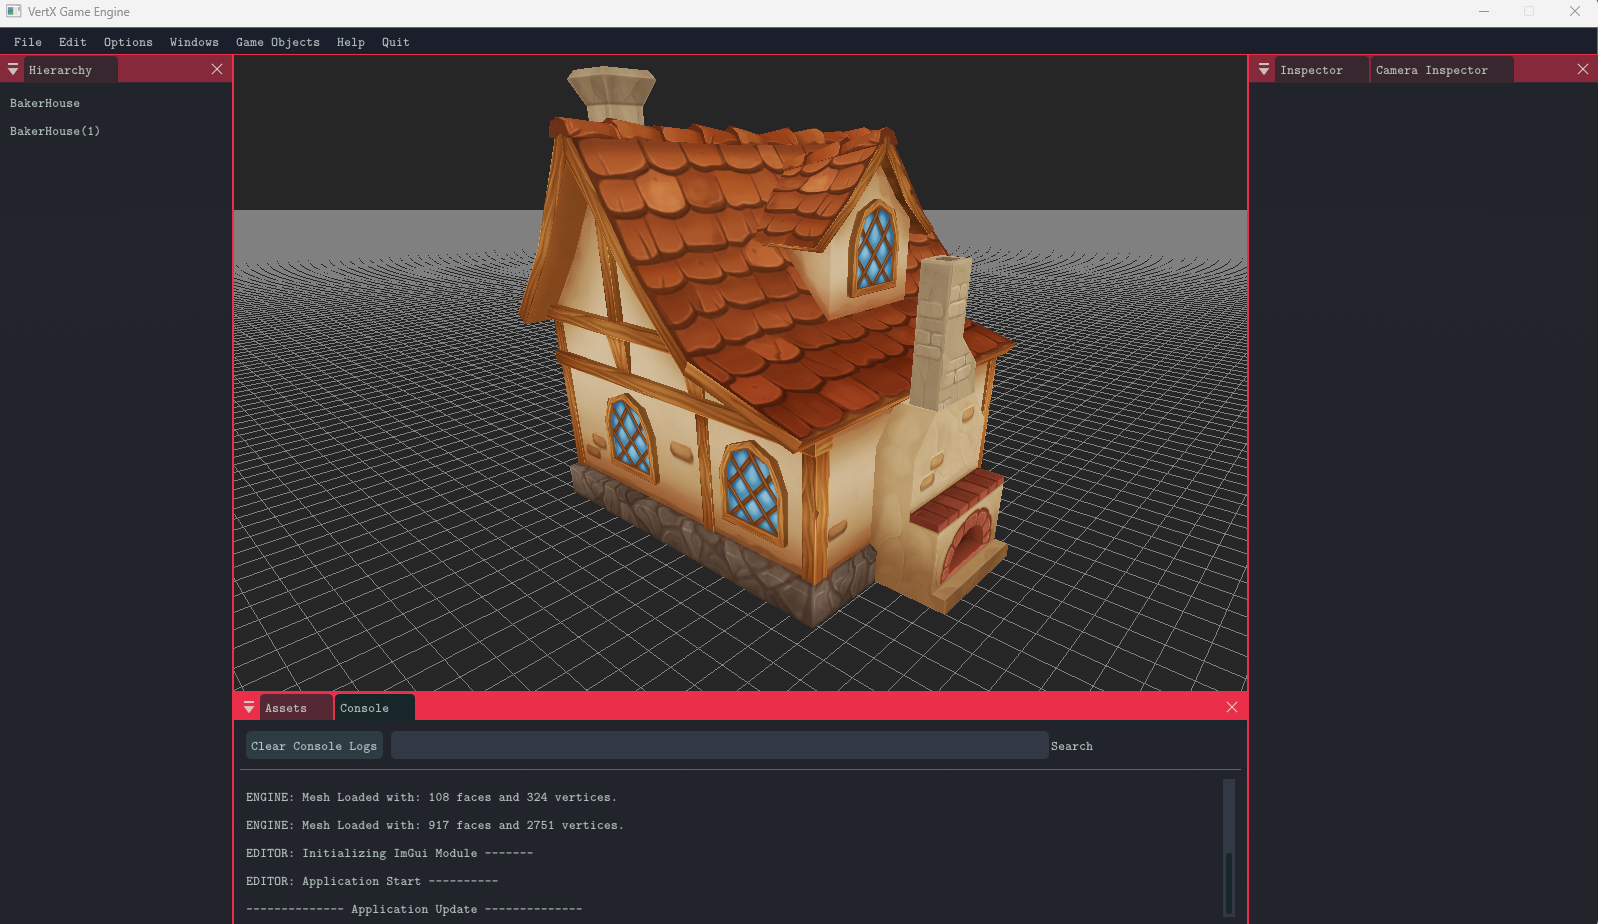 VertX Game Engine
File Edit Options Windows Game Objects Help Quit
Hierarchy
BakerHouse
BakerHouse(1)
Inspector Camera Inspector
Assets Console
Clear Console Logs Search
ENGINE: Mesh Loaded with: 108 faces and 324 vertices.
ENGINE: Mesh Loaded with: 917 faces and 2751 vertices.
EDITOR: Initializing ImGui Module -------
EDITOR: Application Start ----------
-------------- Application Update --------------